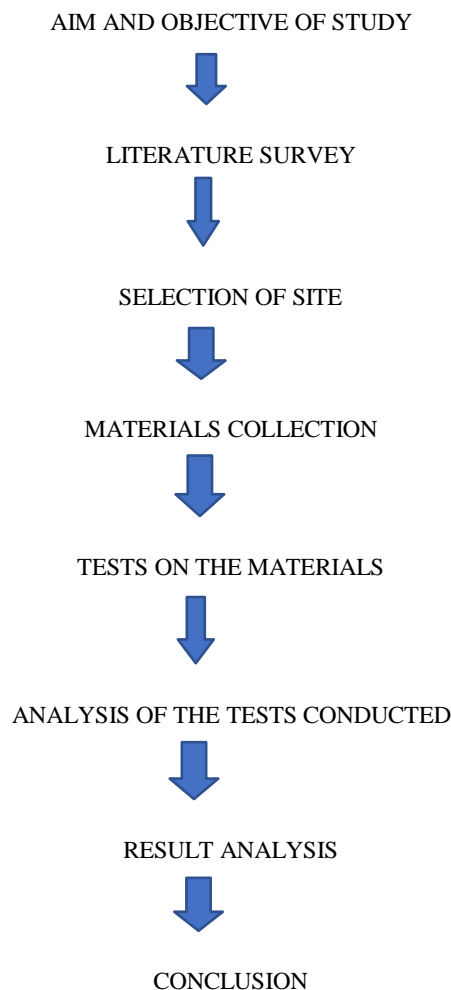 AIM AND OBJECTIVE OF STUDY
LITERATURE SURVEY
SELECTION OF SITE
MATERIALS COLLECTION
TESTS ON THE MATERIALS
ANALYSIS OF THE TESTS CONDUCTED
RESULT ANALYSIS
CONCLUSION